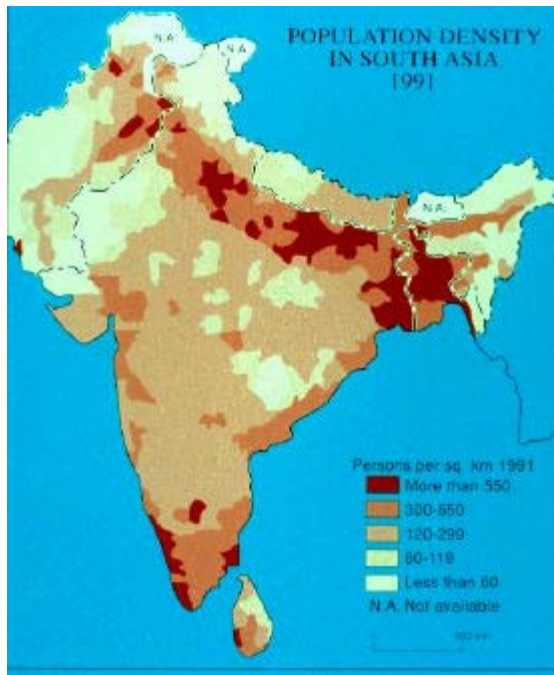 N.A.
N.A.
POPULATION DENSITY
IN SOUTH ASIA
1991
N.A.
Persons per sq. km 1991
More than 550
300-550
120-299
60-119
Less than 60
N.A. Not available
0